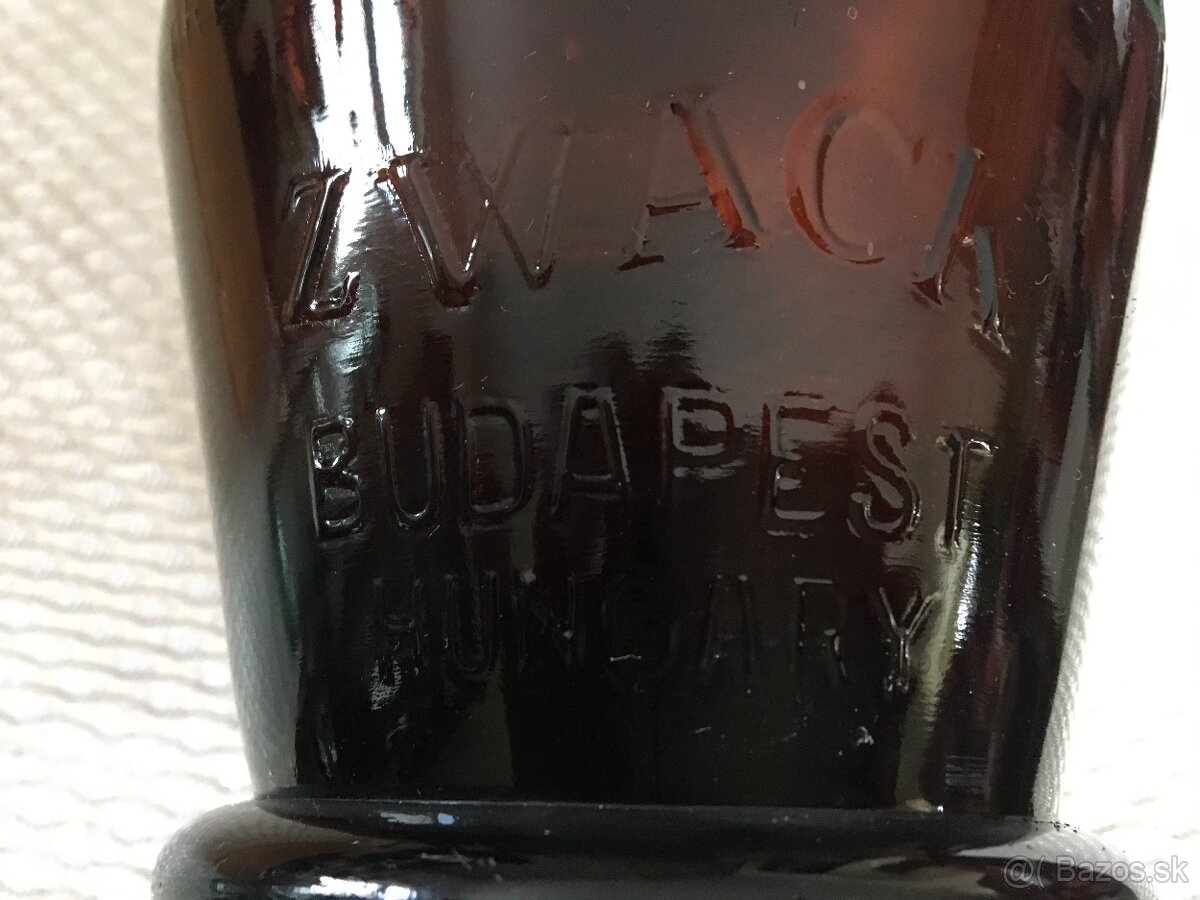 ZWACK
BUDAPEST
HUNGARY
@( Bazos.sk